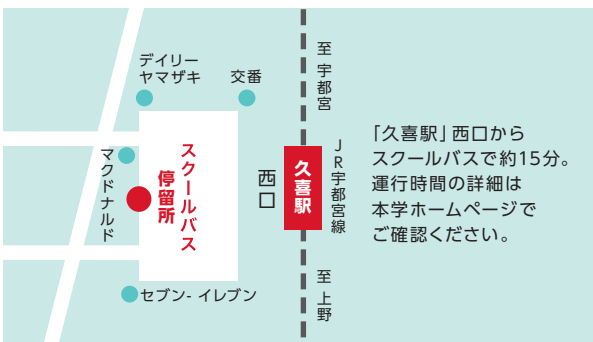 デイリー
ヤマザキ
交番
マクドナルド
スクールバス
停留所
セブン‐イレブン
西口
久喜駅
至 宇都宮
JR宇都宮線
至 上野
「久喜駅」西口から
スクールバスで約15分。
運行時間の詳細は
本学ホームページで
ご確認ください。